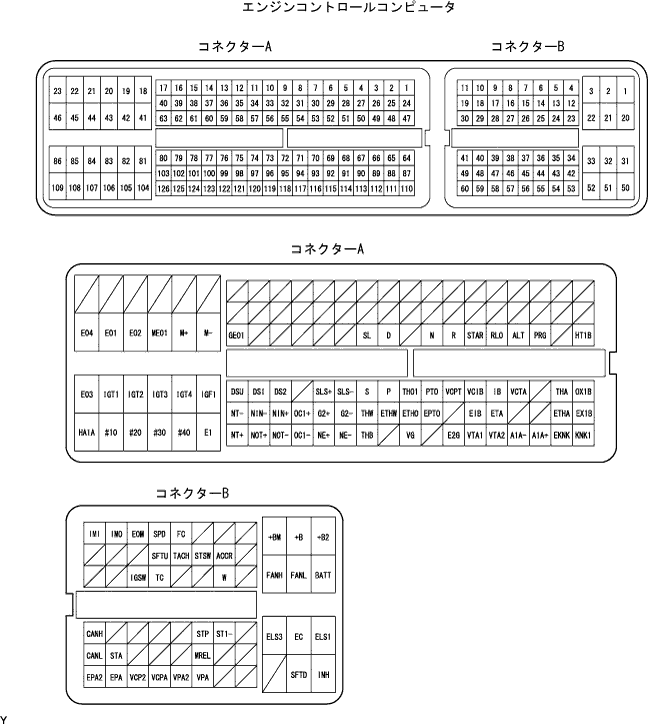 エンジンコントロールコンピュータ
コネクターA コネクターB
23 22 21 20 19 18 17 16 15 14 13 12 11 10 9 8 7 6 5 4 3 2 1 11 10 9 8 7 6 5 4 3 2 1
46 45 44 43 42 41 40 39 38 37 36 35 34 33 32 31 30 29 28 27 26 25 24 19 18 17 16 15 14 13 12 22 21 20
63 62 61 60 59 58 57 56 55 54 53 52 51 50 49 48 47 30 29 28 27 26 25 24 23
86 85 84 83 82 81 80 79 78 77 76 75 74 73 72 71 70 69 68 67 66 65 64 41 40 39 38 37 36 35 34 33 32 31
103 102 101 100 99 98 97 96 95 94 93 92 91 90 89 88 87 49 48 47 46 45 44 43 42
109 108 107 106 105 104 126 125 124 123 122 121 120 119 118 117 116 115 114 113 112 111 110 60 59 58 57 56 55 54 53 52 51 50
コネクターA
E04 E01 E02 ME01 M+ M- GE01 SL D N R STAR RLO ALT PRG HT1B
E03 IGT1 IGT2 IGT3 IGT4 IGF1 DSU DS1 DS2 SLS+ SLS- S P THO1 PTO VCPT VCIB IB VCTA THA OX1B
NT- NIN- NIN+ OC1+ G2+ G2- THW ETHW ETHO EPTO EIB ETA ETHA EX1B
HA1A #10 #20 #30 #40 E1 NT+ NOT+ NOT- OC1- NE+ NE- THB VG E2G VTA1 VTA2 A1A- A1A+ EKNK KNK1
コネクターB
IMI IMO EOM SPD FC +BM +B +B2
SFTU TACH STSW ACCR
IGSW TC W FANH FANL BATT
CANH STP ST1- ELS3 EC ELS1
CANL STA MREL
EPA2 EPA VCP2 VCPA VPA2 VPA SFTD INH
Y